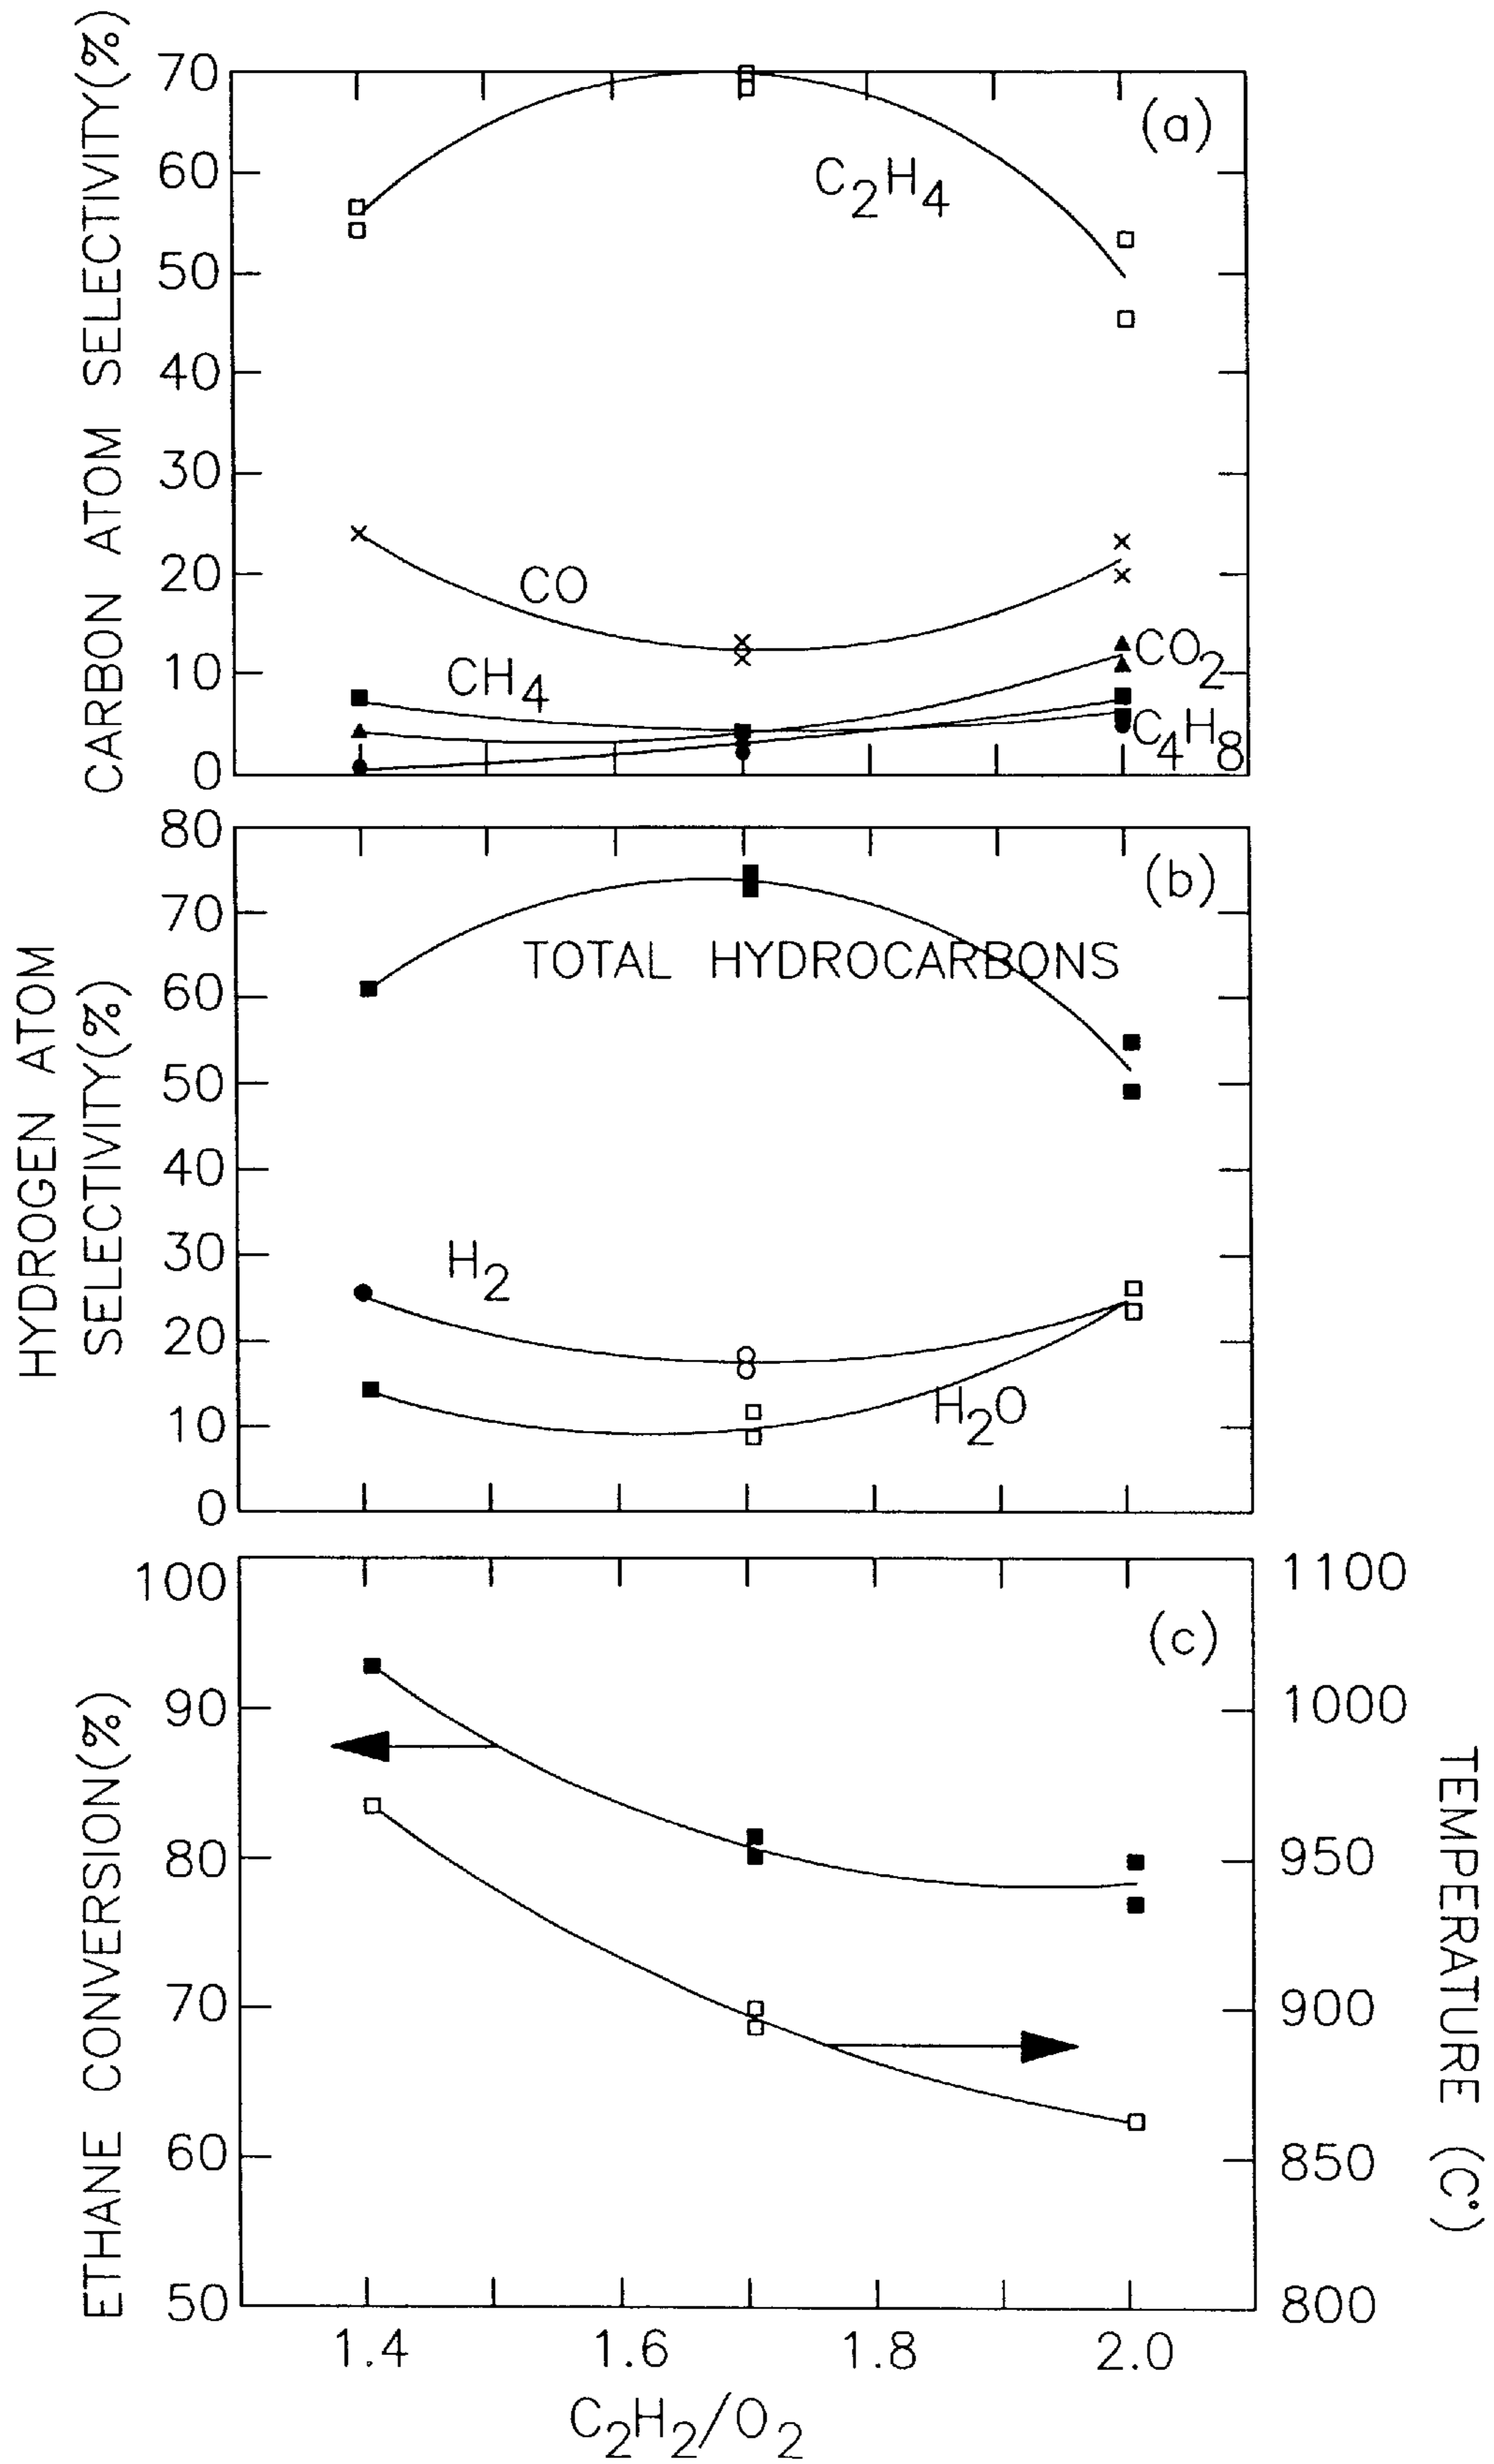 CARBON ATOM SELECTIVITY(%)
70
60
50
40
30
20
10
0
(a)
C2H4
CO
CH4
CO2
C4H8
HYDROGEN ATOM
SELECTIVITY(%)
80
70
60
50
40
30
20
10
0
(b)
TOTAL HYDROCARBONS
H2
H2O
ETHANE CONVERSION(%)
100
90
80
70
60
50
(c)
1100
1000
950
900
850
800
TEMPERATURE (C°)
1.4 1.6 1.8 2.0
C2H2/O2